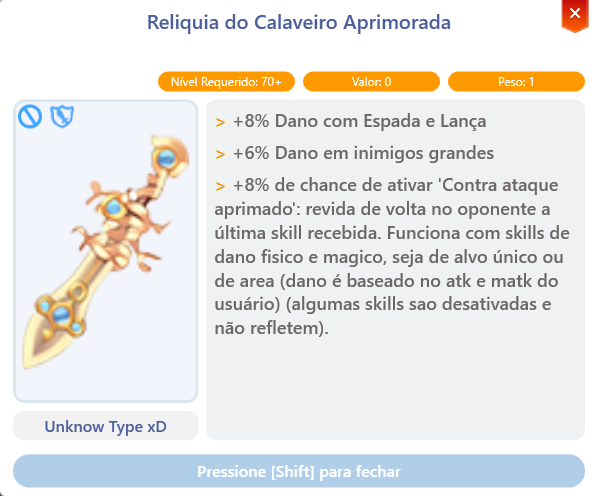 Reliquia do Calaveiro Aprimorada
×
Nível Requerido: 70+
Valor: 0
Peso: 1
> +8% Dano com Espada e Lança
> +6% Dano em inimigos grandes
> +8% de chance de ativar 'Contra ataque
aprimado': revida de volta no oponente a
última skill recebida. Funciona com skills de
dano fisico e magico, seja de alvo único ou
de area (dano é baseado no atk e matk do
usuário) (algumas skills sao desativadas e
não refletem).
Unknow Type xD
Pressione [Shift] para fechar